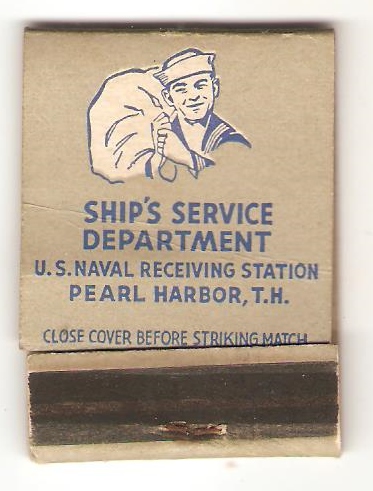 SHIP'S SERVICE
DEPARTMENT
U.S. NAVAL RECEIVING STATION
PEARL HARBOR, T.H.
CLOSE COVER BEFORE STRIKING MATCH